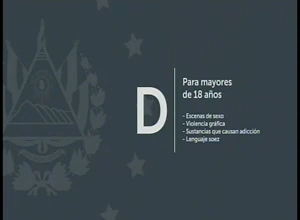 D
Para mayores
de 18 años
- Escenas de sexo
- Violencia gráfica
- Sustancias que causan adicción
- Lenguaje soez